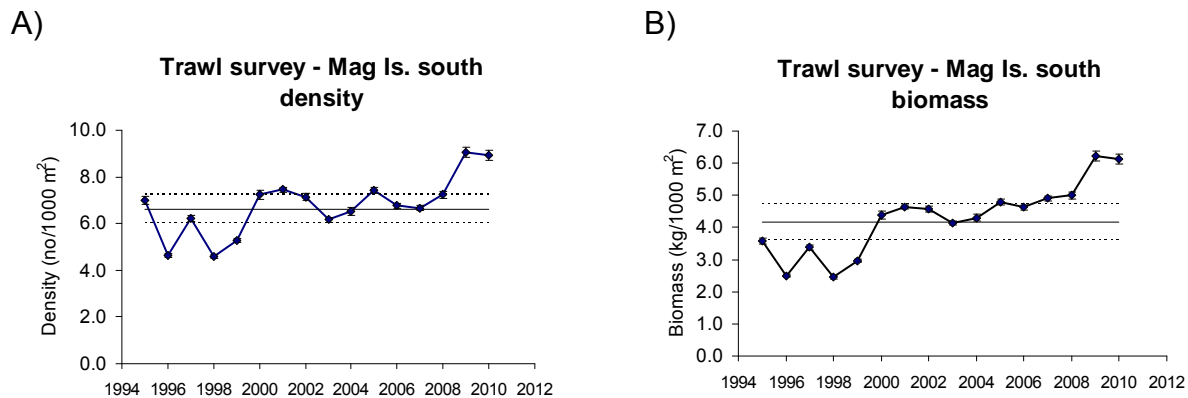 A)
Trawl survey - Mag Is. south
density
Density (no/1000 m²)
10.0
8.0
6.0
4.0
2.0
0.0
1994 1996 1998 2000 2002 2004 2006 2008 2010 2012
B)
Trawl survey - Mag Is. south
biomass
Biomass (kg/1000 m²)
7.0
6.0
5.0
4.0
3.0
2.0
1.0
0.0
1994 1996 1998 2000 2002 2004 2006 2008 2010 2012